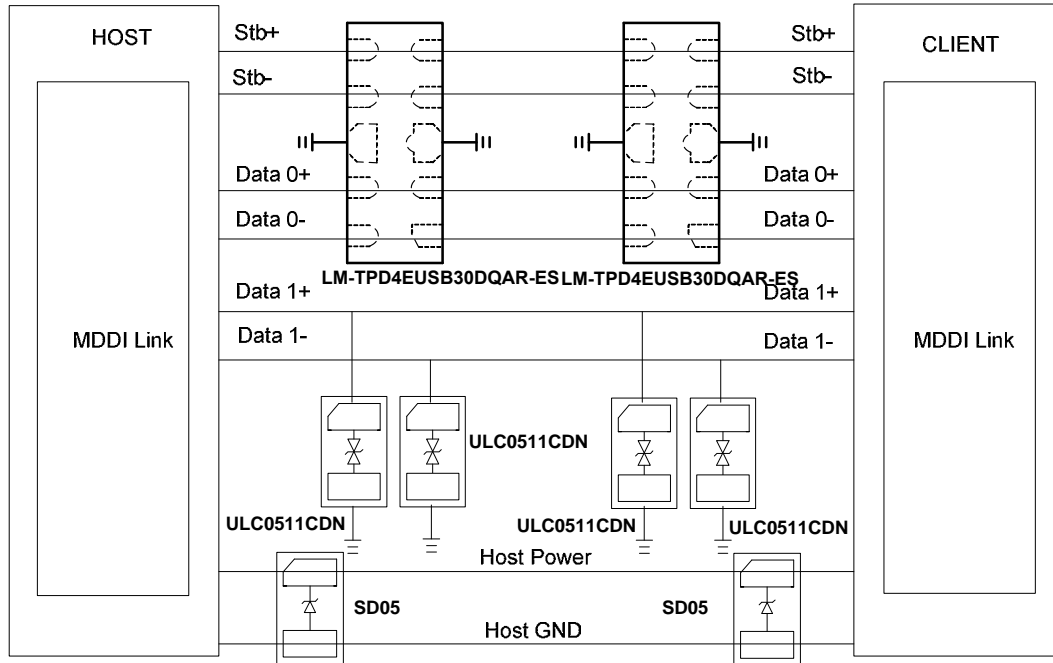 HOST
CLIENT
Stb+
Stb+
Stb-
Stb-
Data 0+
Data 0+
Data 0-
Data 0-
LM-TPD4EUSB30DQAR-ES
LM-TPD4EUSB30DQAR-ES
Data 1+
Data 1+
Data 1-
Data 1-
MDDI Link
MDDI Link
ULC0511CDN
ULC0511CDN
ULC0511CDN
ULC0511CDN
Host Power
SD05
SD05
Host GND